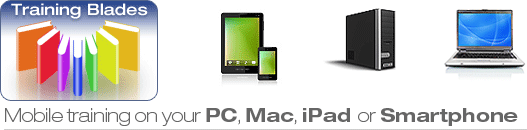 Training Blades
Mobile training on your PC, Mac, iPad or Smartphone